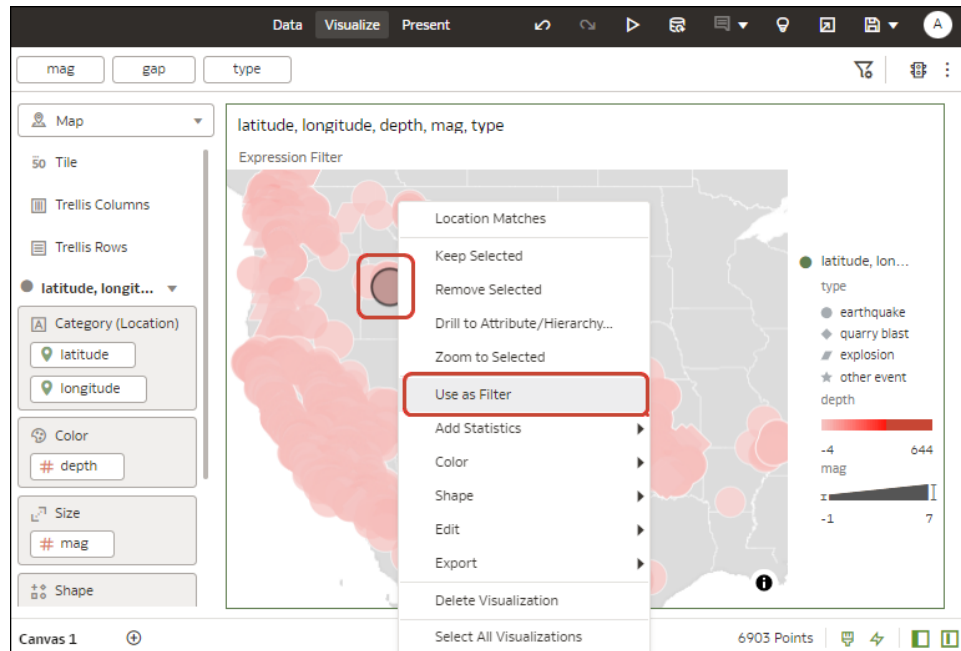 Data Visualize Present A
mag gap type
Map
50 Tile
Trellis Columns
Trellis Rows
latitude, longit...
A Category (Location)
latitude
longitude
Color
# depth
Size
# mag
Shape
latitude, longitude, depth, mag, type
Expression Filter
Location Matches
Keep Selected
Remove Selected
Drill to Attribute/Hierarchy...
Zoom to Selected
Use as Filter
Add Statistics
Color
Shape
Edit
Export
Delete Visualization
Select All Visualizations
latitude, lon...
type
earthquake
quarry blast
explosion
other event
depth
-4 644
mag
-1 7
Canvas 1
6903 Points